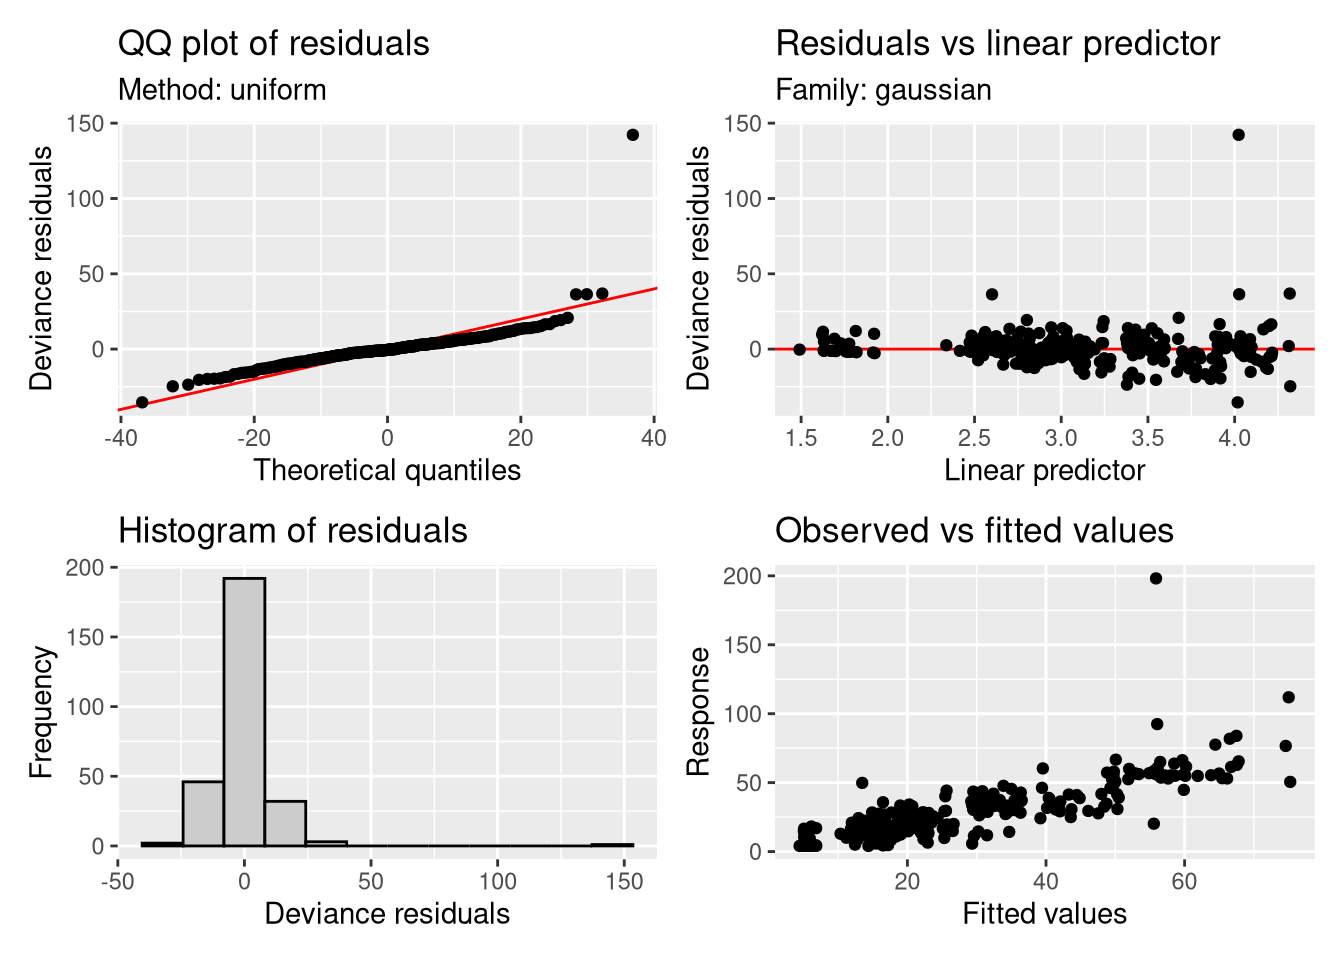 QQ plot of residuals
Method: uniform
150
100
50
0
-40
-20
0
20
40
Deviance residuals
Theoretical quantiles
Residuals vs linear predictor
Family: gaussian
150
100
50
0
1.5
2.0
2.5
3.0
3.5
4.0
Deviance residuals
Linear predictor
Histogram of residuals
200
150
100
50
0
-50
0
50
100
150
Frequency
Deviance residuals
Observed vs fitted values
200
150
100
50
0
20
40
60
Response
Fitted values